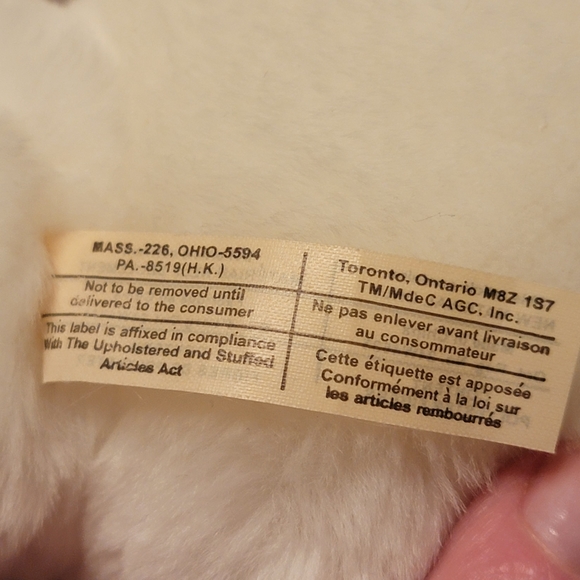 MASS.-226, OHIO-5594
PA.-8519(H.K.)
Not to be removed until
delivered to the consumer
This label is affixed in compliance
With The Upholstered and Stuffed
Articles Act
Toronto, Ontario M8Z 1S7
TM/MdeC AGC, Inc.
Ne pas enlever avant livraison
au consommateur
Cette étiquette est apposée
Conformément à la loi sur
les articles rembourrés